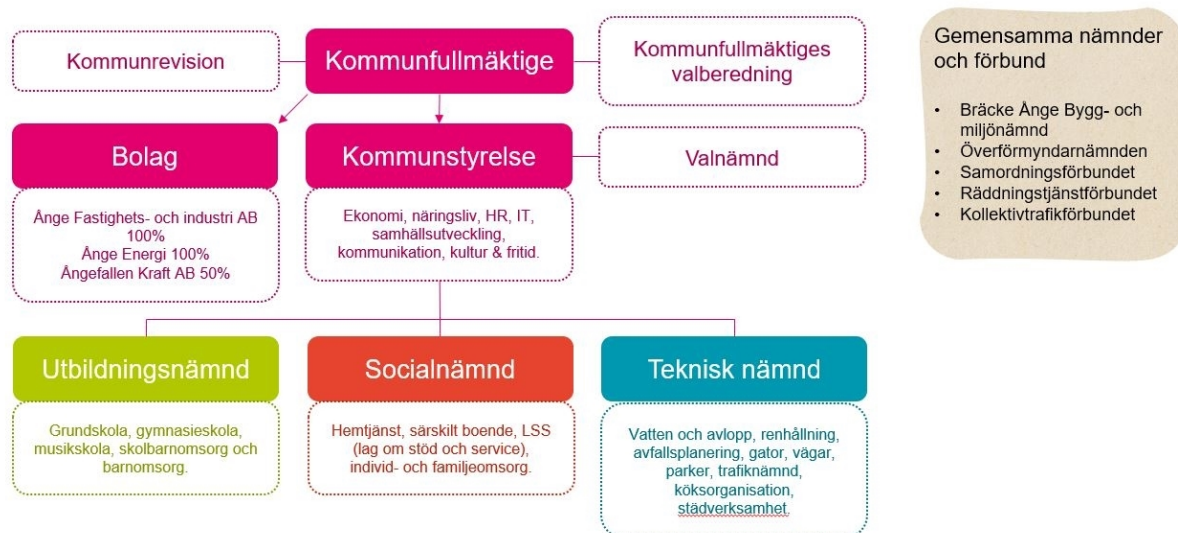 Kommunrevision
Kommunfullmäktige
Kommunfullmäktiges
valberedning
Bolag
Kommunstyrelse
Valnämnd
Ånge Fastighets- och industri AB
100%
Ånge Energi 100%
Ångefallen Kraft AB 50%
Ekonomi, näringsliv, HR, IT,
samhällsutveckling,
kommunikation, kultur & fritid.
Utbildningsnämnd
Grundskola, gymnasieskola,
musikskola, skolbarnomsorg och
barnomsorg.
Socialnämnd
Hemtjänst, särskilt boende, LSS
(lag om stöd och service),
individ- och familjeomsorg.
Teknisk nämnd
Vatten och avlopp, renhållning,
avfallsplanering, gator, vägar,
parker, trafiknämnd,
köksorganisation,
städverksamhet.
Gemensamma nämnder
och förbund
• Bräcke Ånge Bygg- och
miljönämnd
• Överförmyndarnämnden
• Samordningsförbundet
• Räddningstjänstförbundet
• Kollektivtrafikförbundet